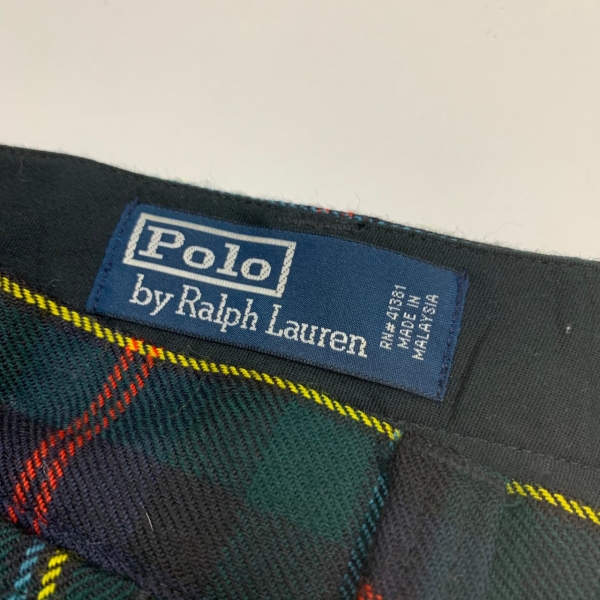 Polo
by Ralph Lauren
RN#41381
MADE IN
MALAYSIA